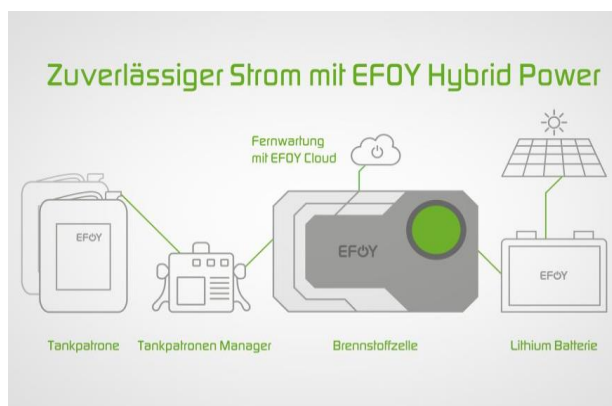 Zuverlässiger Strom mit EFOY Hybrid Power
Fernwartung
mit EFOY Cloud
EFOY
EFOY
EFOY
Tankpatrone
Tankpatronen Manager
Brennstoffzelle
Lithium Batterie